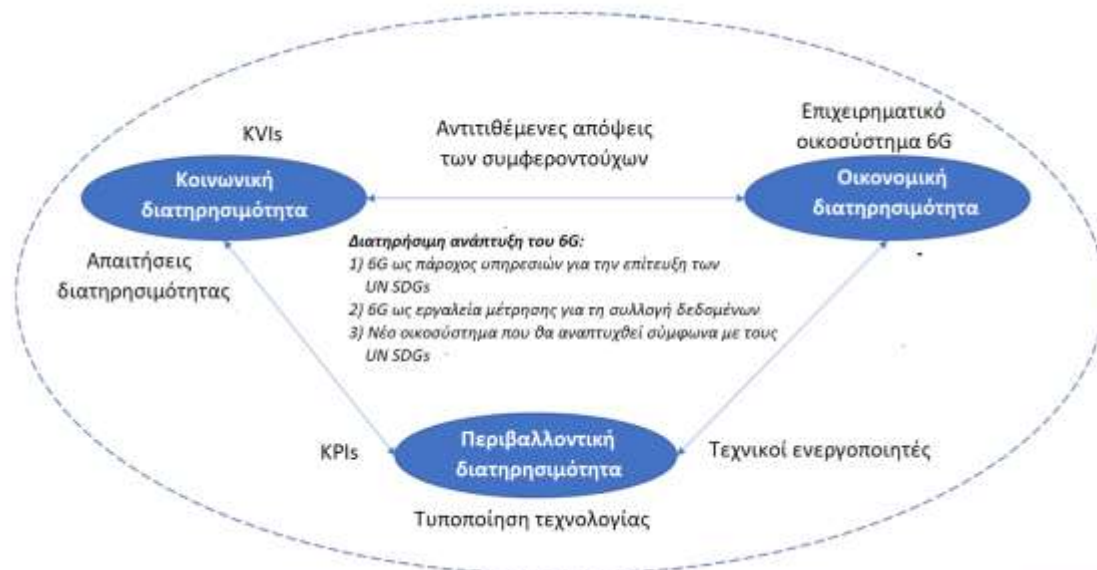 KVIs
Αντιτιθέμενες απόψεις
των συμφεροντούχων
Επιχειρηματικό
οικοσύστημα 6G
Κοινωνική
διατηρησιμότητα
Οικονομική
διατηρησιμότητα
Απαιτήσεις
διατηρησιμότητας
Διατηρήσιμη ανάπτυξη του 6G:
1) 6G ως πάροχος υπηρεσιών για την επίτευξη των
UN SDGs
2) 6G ως εργαλεία μέτρησης για τη συλλογή δεδομένων
3) Νέο οικοσύστημα που θα αναπτυχθεί σύμφωνα με τους
UN SDGs
KPIs
Περιβαλλοντική
διατηρησιμότητα
Τεχνικοί ενεργοποιητές
Τυποποίηση τεχνολογίας